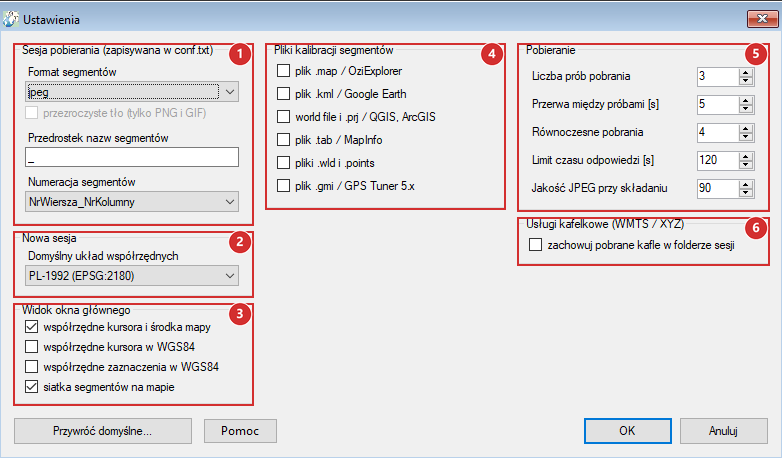 Ustawienia
Sesja pobierania (zapisywana w conf.txt)
1
Format segmentów
jpeg
przezroczyste tło (tylko PNG i GIF)
Przedrostek nazw segmentów
_
Numeracja segmentów
NrWiersza_NrKolumny
Nowa sesja
2
Domyślny układ współrzędnych
PL-1992 (EPSG:2180)
Widok okna głównego
3
współrzędne kursora i środka mapy
współrzędne kursora w WGS84
współrzędne zaznaczenia w WGS84
siatka segmentów na mapie
Pliki kalibracji segmentów
4
plik .map / OziExplorer
plik .kml / Google Earth
world file i .prj / QGIS, ArcGIS
plik .tab / MapInfo
pliki .wld i .points
plik .gmi / GPS Tuner 5.x
Pobieranie
5
Liczba prób pobrania 3
Przerwa między próbami [s] 5
Równoczesne pobrania 4
Limit czasu odpowiedzi [s] 120
Jakość JPEG przy składaniu 90
Usługi kafelkowe (WMTS / XYZ)
6
zachowuj pobrane kafle w folderze sesji
Przywróć domyślne...
Pomoc
OK
Anuluj